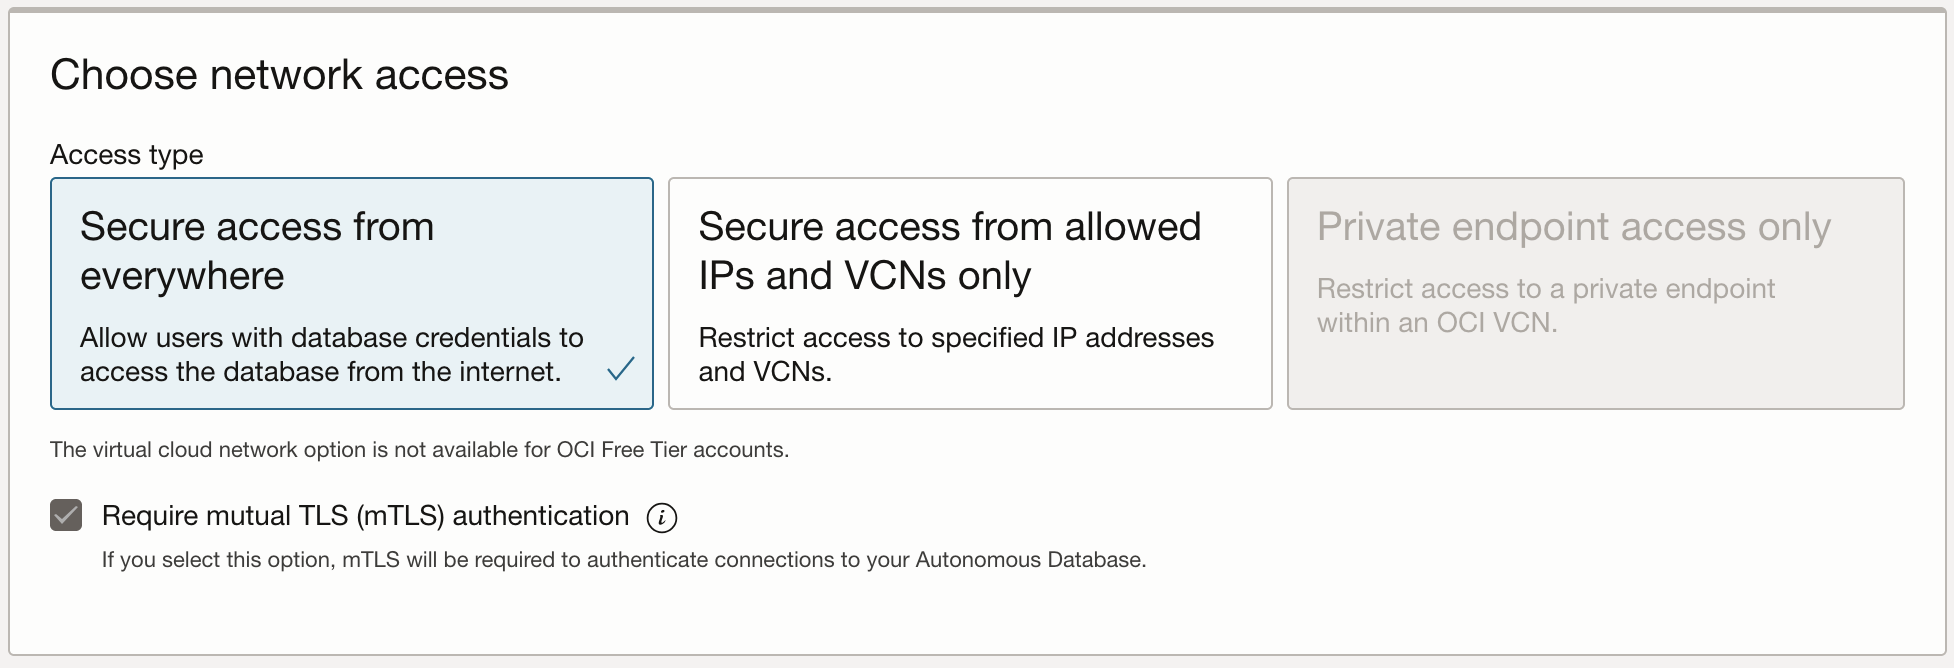 Choose network access
Access type
Secure access from
everywhere
Allow users with database credentials to
access the database from the internet.
Secure access from allowed
IPs and VCNs only
Restrict access to specified IP addresses
and VCNs.
Private endpoint access only
Restrict access to a private endpoint
within an OCI VCN.
The virtual cloud network option is not available for OCI Free Tier accounts.
Require mutual TLS (mTLS) authentication i
If you select this option, mTLS will be required to authenticate connections to your Autonomous Database.